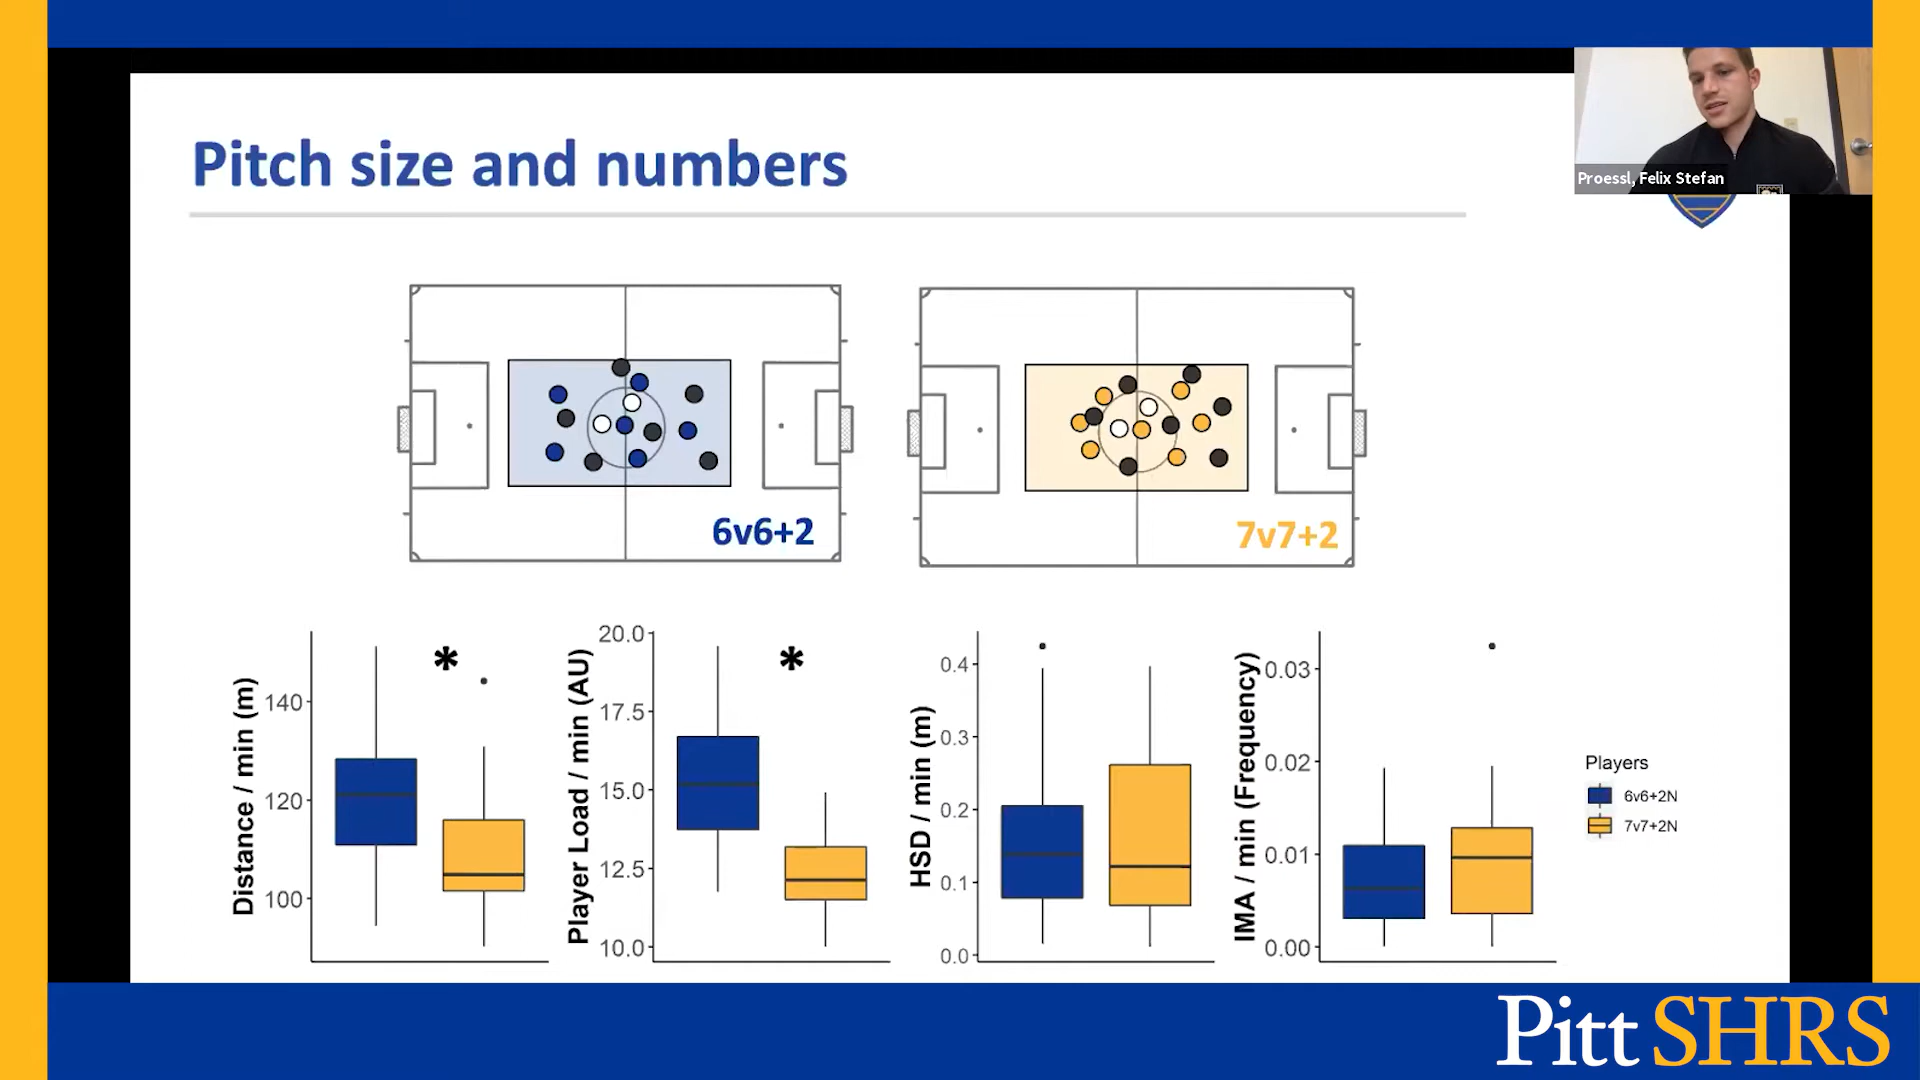 Pitch size and numbers
Proessl, Felix Stefan
6v6+2
7v7+2
Distance / min (m)
140
120
100
*
Player Load / min (AU)
20.0
17.5
15.0
12.5
10.0
*
HSD / min (m)
0.4
0.3
0.2
0.1
0.0
IMA / min (Frequency)
0.03
0.02
0.01
0.00
Players
6v6+2N
7v7+2N
Pitt SHRS